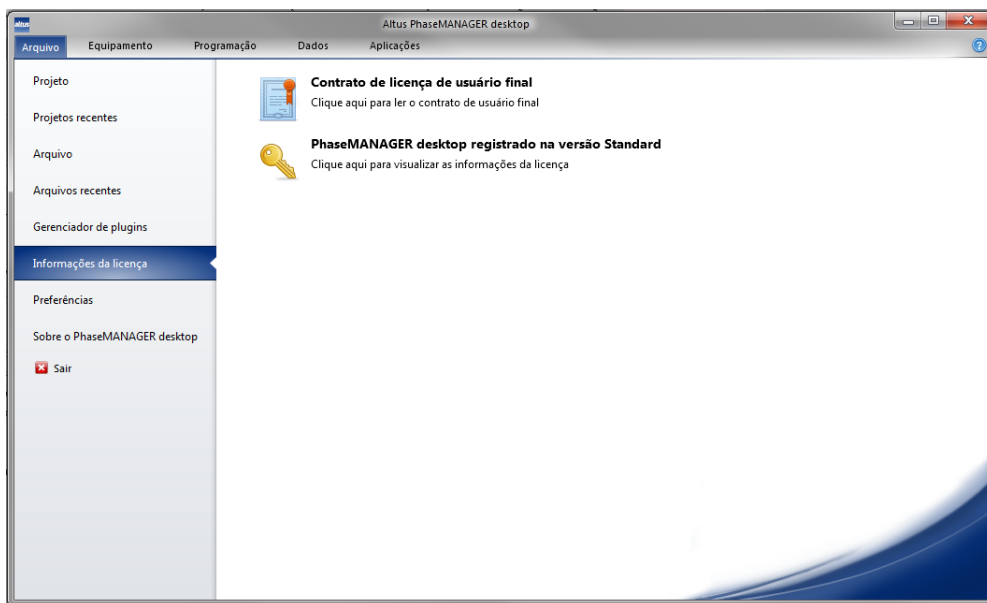 altus
Altus PhaseMANAGER desktop
Arquivo Equipamento Programação Dados Aplicações
Projeto
Projetos recentes
Arquivo
Arquivos recentes
Gerenciador de plugins
Informações da licença
Preferências
Sobre o PhaseMANAGER desktop
Sair
Contrato de licença de usuário final
Clique aqui para ler o contrato de usuário final
PhaseMANAGER desktop registrado na versão Standard
Clique aqui para visualizar as informações da licença